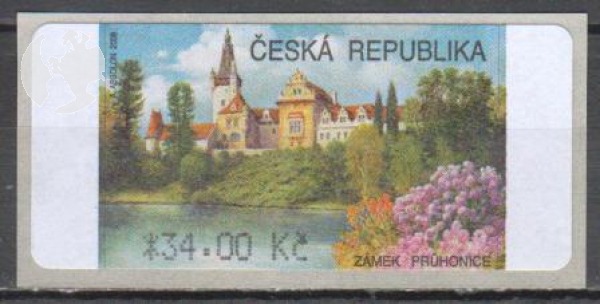 ČESKÁ REPUBLIKA
*34.00 Kč
ZÁMEK PRŮHONICE